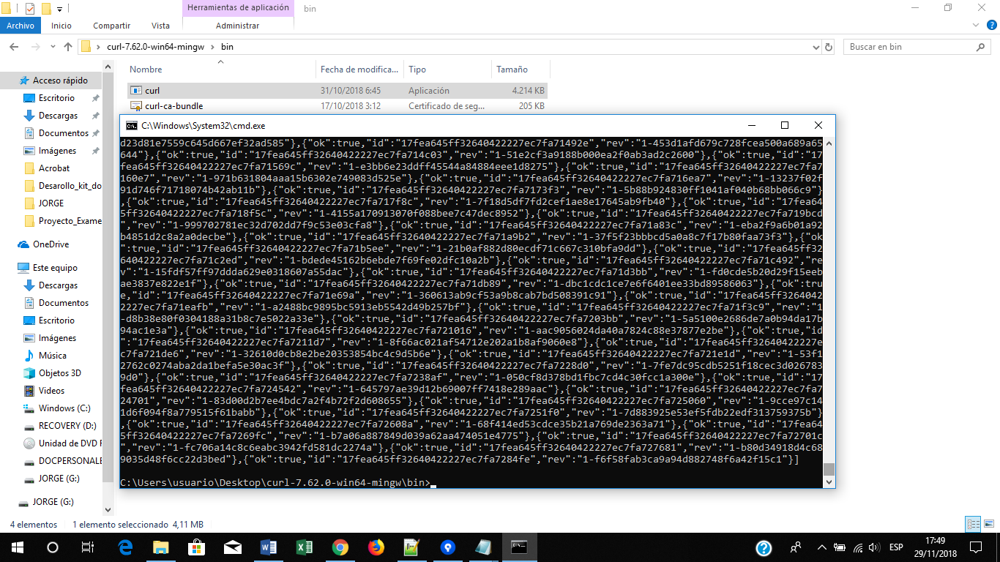 Herramientas de aplicación
bin
Archivo
Inicio
Compartir
Vista
Administrar
curl-7.62.0-win64-mingw
bin
Buscar en bin
Nombre
Fecha de modifica...
Tipo
Tamaño
curl
31/10/2018 6:45
Aplicación
4.214 KB
curl-ca-bundle
17/10/2018 3:12
Certificado de seg...
205 KB
Acceso rápido
Escritorio
Descargas
Documentos
Imágenes
Acrobat
Desarollo_kit_do
JORGE
Proyecto_Exame
OneDrive
Este equipo
Descargas
Documentos
Escritorio
Imágenes
Música
Objetos 3D
Videos
Windows (C:)
RECOVERY (D:)
Unidad de DVD F
DOCPERSONALE
JORGE (G:)
JORGE (G:)
C:\Windows\System32\cmd.exe
d23d81e7559c645d667ef32ad585"},{"ok":true,"id":"17fea645ff32640422227ec7fa71492e","rev":"1-453d1afd679c728fcea500a689a65
644"},{"ok":true,"id":"17fea645ff32640422227ec7fa714c03","rev":"1-51e2cf3a9188b000ea2f0ab3ad2c2600"},{"ok":true,"id":"17
fea645ff32640422227ec7fa71569c","rev":"1-e3bb6e23ddff45544a84884eee1d8275"},{"ok":true,"id":"17fea645ff32640422227ec7fa7
160e7","rev":"1-971b631804aaa15b6302e749083d525e"},{"ok":true,"id":"17fea645ff32640422227ec7fa716ea7","rev":"1-13237f02f
91d746f71718074b42ab11b"},{"ok":true,"id":"17fea645ff32640422227ec7fa7173f3","rev":"1-5b88b924830ff1041af040b68bb066c9"}
,{"ok":true,"id":"17fea645ff32640422227ec7fa717f8c","rev":"1-7f18d5df7fd2cef1ae8e17645ab9fb40"},{"ok":true,"id":"17fea64
5ff32640422227ec7fa718f5c","rev":"1-4155a170913070f088bee7c47dec8952"},{"ok":true,"id":"17fea645ff32640422227ec7fa719bcd
","rev":"1-999702781ec32d702dd7f9c53e03cfa8"},{"ok":true,"id":"17fea645ff32640422227ec7fa71a83c","rev":"1-eba2f9a6b01a92
b4851d2c8a2a0decbe"},{"ok":true,"id":"17fea645ff32640422227ec7fa71a9b2","rev":"1-37f5f23bbbcd5a0a8c7f17b80faa73f3"},{"ok
":true,"id":"17fea645ff32640422227ec7fa71b5ee","rev":"1-21b0af882d80ecdf71c667c310bfa9dd"},{"ok":true,"id":"17fea645ff32
640422227ec7fa71c2ed","rev":"1-bdede45162b6ebde7f69fe02dfc10a2b"},{"ok":true,"id":"17fea645ff32640422227ec7fa71c492","re
v":"1-15fdf57ff97ddda629e0318607a55dac"},{"ok":true,"id":"17fea645ff32640422227ec7fa71d3bb","rev":"1-fd0cde5b20d29f15eeb
ae3837e822e1f"},{"ok":true,"id":"17fea645ff32640422227ec7fa71db89","rev":"1-dbc1cdc1ce7e6f6401ee33bd89586063"},{"ok":tru
e,"id":"17fea645ff32640422227ec7fa71e69a","rev":"1-360613ab9cf53a9b8cab7bd508391c91"},{"ok":true,"id":"17fea645ff3264042
2227ec7fa71eafb","rev":"1-a2488bc9895bc5913eb5542d49b257bf"},{"ok":true,"id":"17fea645ff32640422227ec7fa71f3c9","rev":"1
-d8b38e80f0304188a31b8c7e5022a33e"},{"ok":true,"id":"17fea645ff32640422227ec7fa7203bb","rev":"1-5a5100e2686de7a0b94da17b
94ac1e3a"},{"ok":true,"id":"17fea645ff32640422227ec7fa721016","rev":"1-aac9056024da40a7824c88e37877e2be"},{"ok":true,"id
":"17fea645ff32640422227ec7fa7211d7","rev":"1-8f66ac021af54712e202a1b8af9060e8"},{"ok":true,"id":"17fea645ff32640422227e
c7fa721de6","rev":"1-32610d0cb8e2be20353854bc4c9d5b6e"},{"ok":true,"id":"17fea645ff32640422227ec7fa721e1d","rev":"1-53f1
2762c0274aba2da1befa5e30ac3f"},{"ok":true,"id":"17fea645ff32640422227ec7fa7228d0","rev":"1-7fe7dc95cdb5251f18cec3d026783
9d0"},{"ok":true,"id":"17fea645ff32640422227ec7fa7238af","rev":"1-050cf8d378bd1fbc7cd4c30fcc1a300e"},{"ok":true,"id":"17
fea645ff32640422227ec7fa724542","rev":"1-645797ae39d12b69007ff7418e289aac"},{"ok":true,"id":"17fea645ff32640422227ec7fa7
24701","rev":"1-83d00d2b7ee4bdc7a2f4b72f2d608655"},{"ok":true,"id":"17fea645ff32640422227ec7fa725060","rev":"1-9cce97c14
1d6f094f8a779515f61babb"},{"ok":true,"id":"17fea645ff32640422227ec7fa7251f0","rev":"1-7d883925e53ef5fdb22edf313759375b"}
,{"ok":true,"id":"17fea645ff32640422227ec7fa72608a","rev":"1-68f414ed53cdce35b21a769de2363a71"},{"ok":true,"id":"17fea64
5ff32640422227ec7fa7269fc","rev":"1-b7a06a887849d039a62aa474051e4775"},{"ok":true,"id":"17fea645ff32640422227ec7fa72701c
","rev":"1-fc706a14c8c6eabc3942fd581dc2274a"},{"ok":true,"id":"17fea645ff32640422227ec7fa727681","rev":"1-b80d34918d4c68
9035d48f6cc22d3bed"},{"ok":true,"id":"17fea645ff32640422227ec7fa7284fe","rev":"1-f6f58fab3ca9a94d882748f6a42f15c1"}]
C:\Users\usuario\Desktop\curl-7.62.0-win64-mingw\bin>
4 elementos
1 elemento seleccionado 4,11 MB
ESP
17:49
29/11/2018